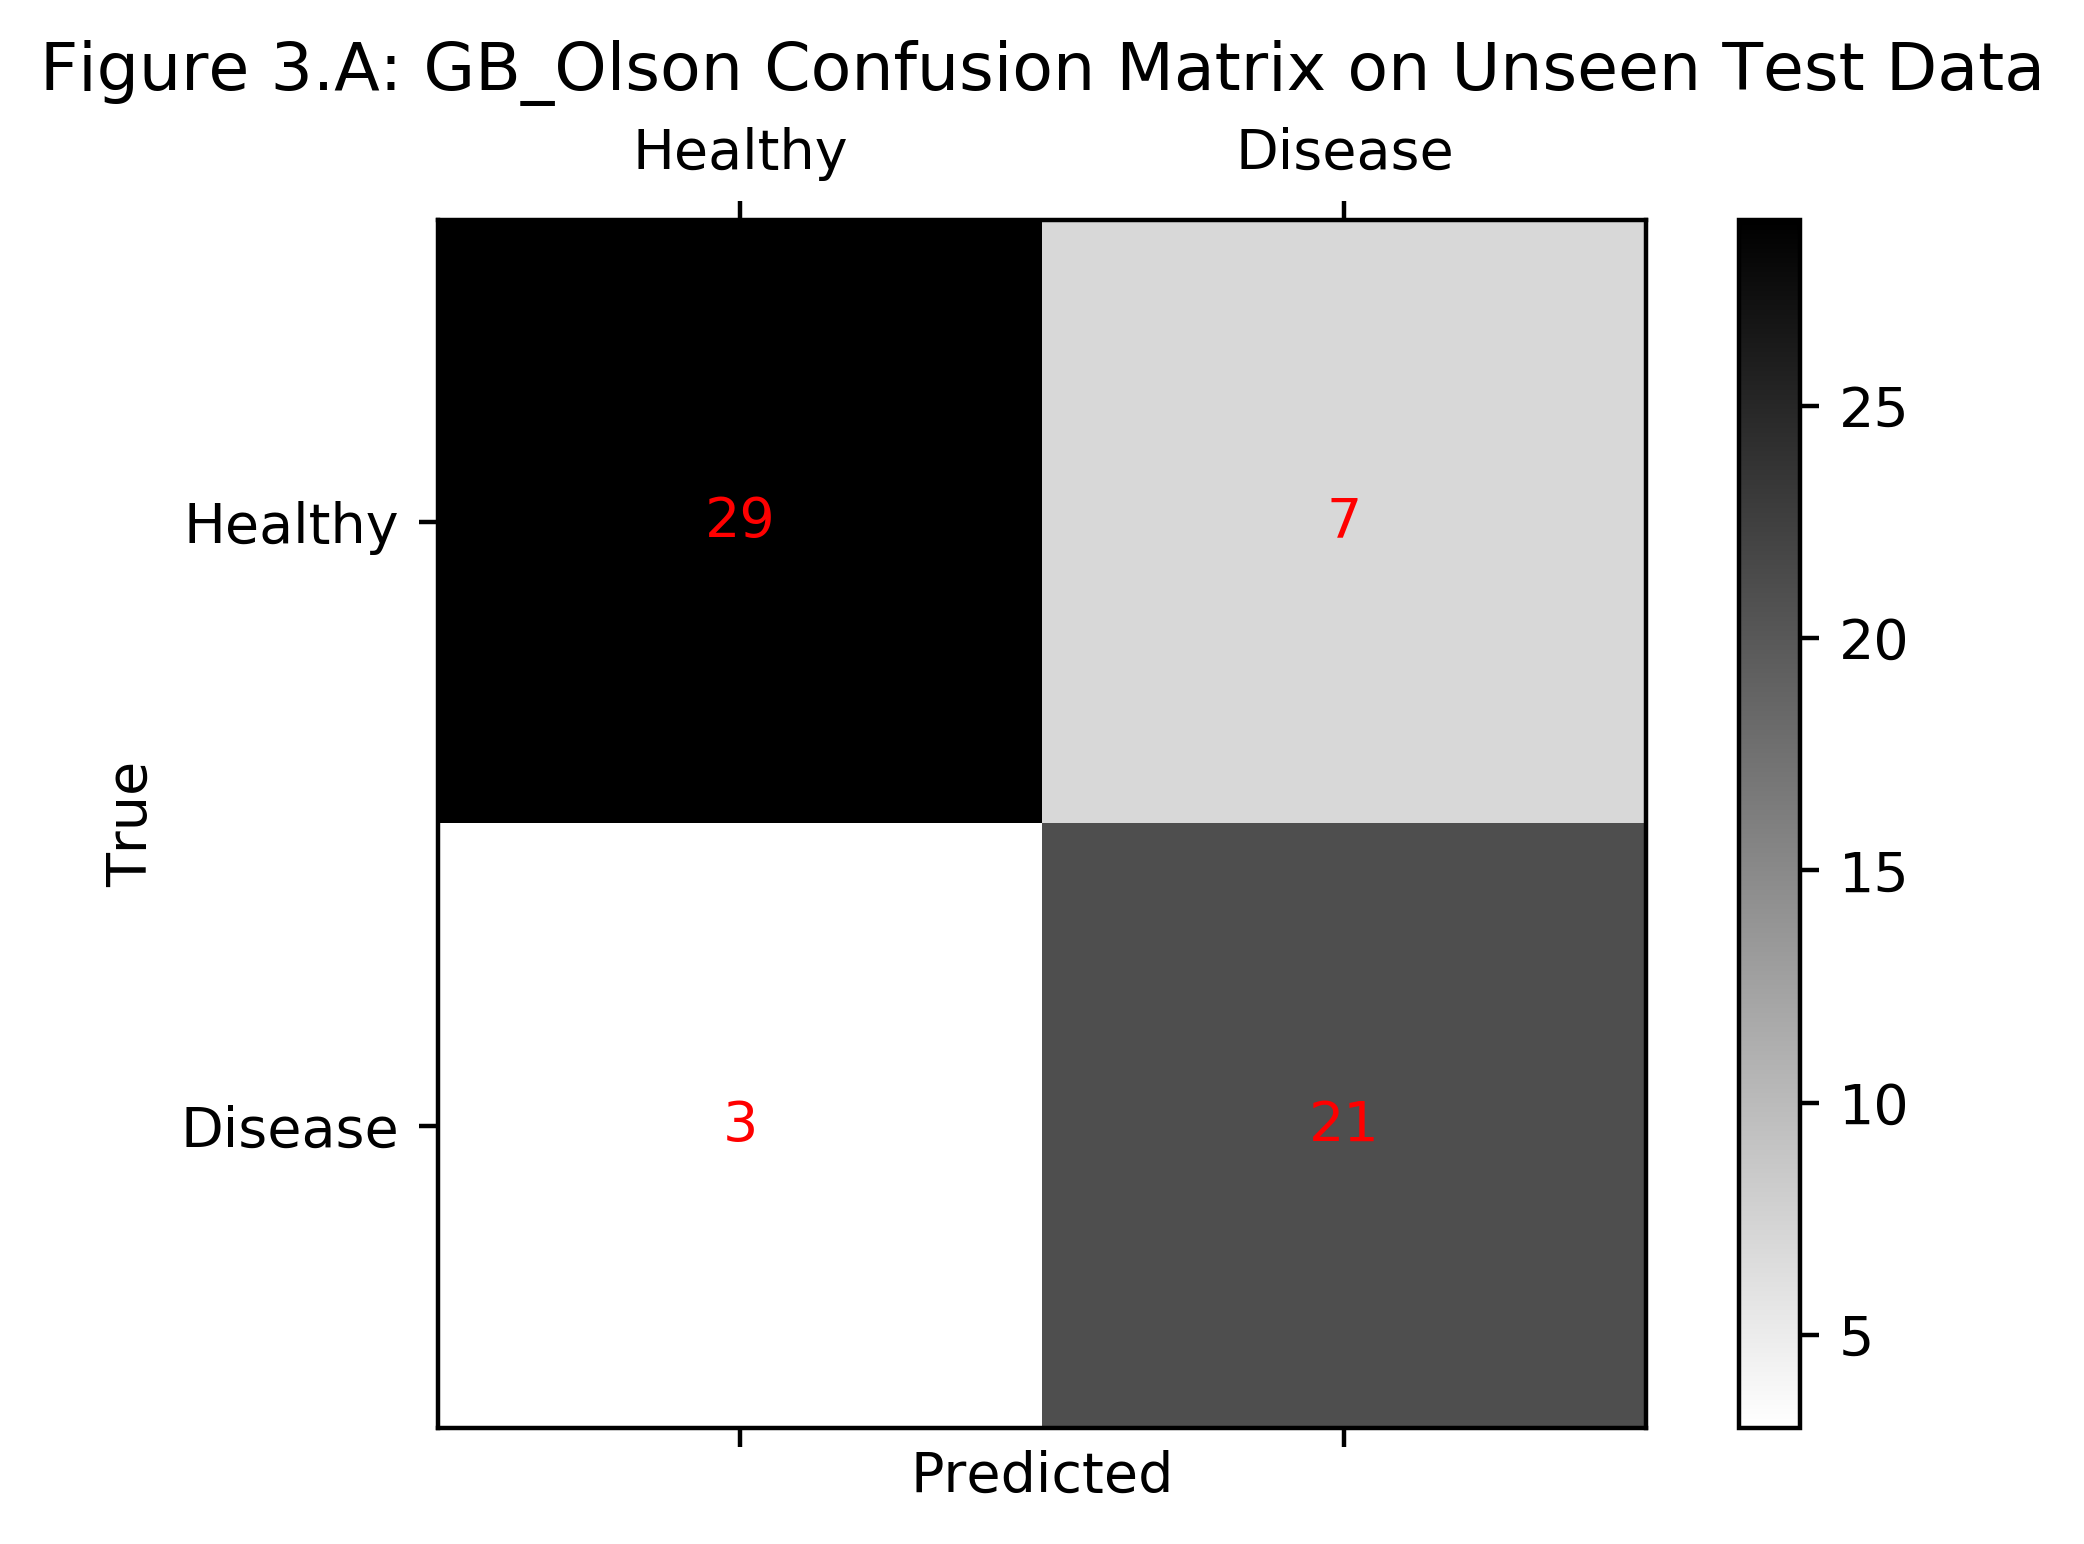 Figure 3.A: GB_Olson Confusion Matrix on Unseen Test Data
Healthy Disease
Healthy 29 7
Disease 3 21
True
Predicted
25
20
15
10
5